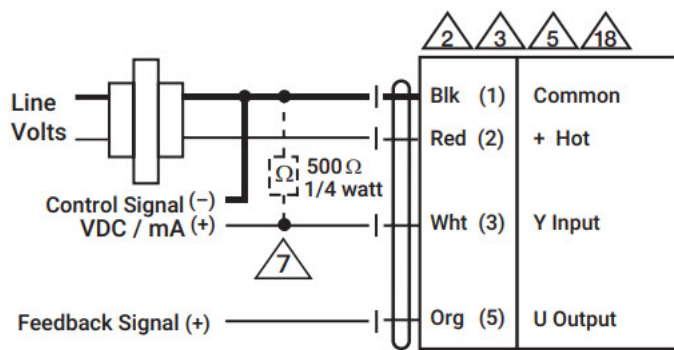 2 3 5 18
Line
Volts
Blk (1) Common
Red (2) + Hot
Ω 500 Ω
1/4 watt
Control Signal (−)
VDC / mA (+)
Wht (3) Y Input
7
Feedback Signal (+)
Org (5) U Output